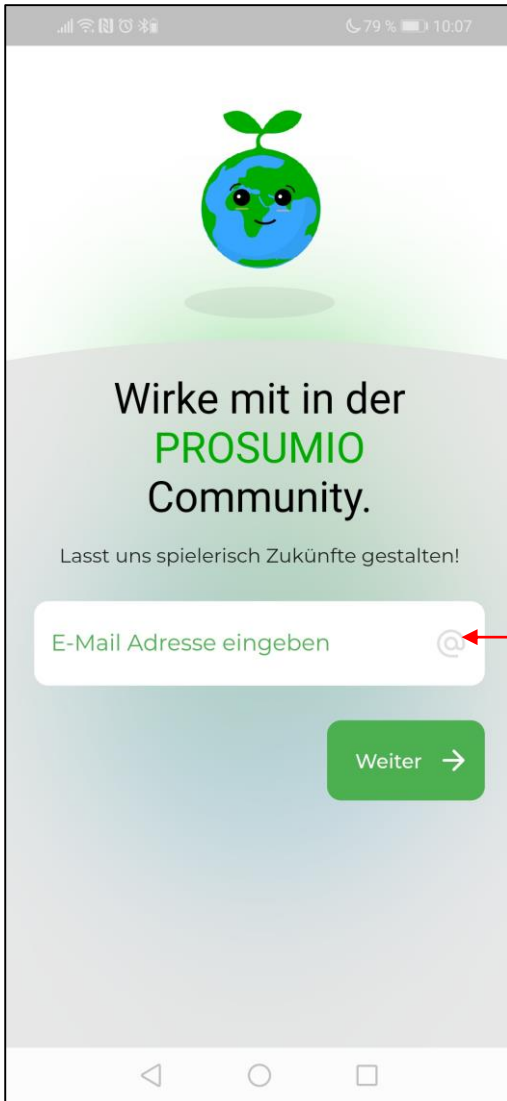 79 % 10:07
Wirke mit in der
PROSUMIO
Community.
Lasst uns spielerisch Zukünfte gestalten!
E-Mail Adresse eingeben @
Weiter →